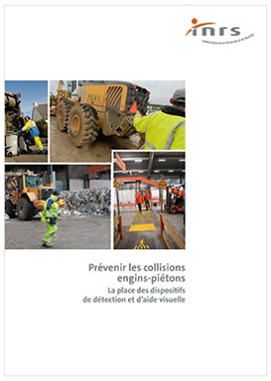 inrs
Prévenir les collisions
engins-piétons
La place des dispositifs
de détection et d'aide visuelle